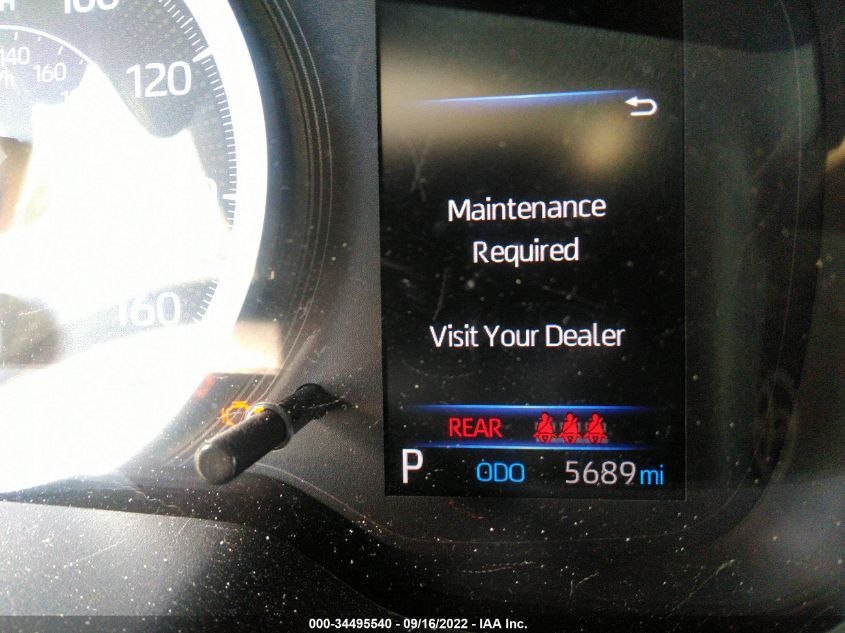 100
120
140
160
160
Maintenance
Required
Visit Your Dealer
REAR
P ODO 5689 mi
000-34495540 - 09/16/2022 - IAA Inc.